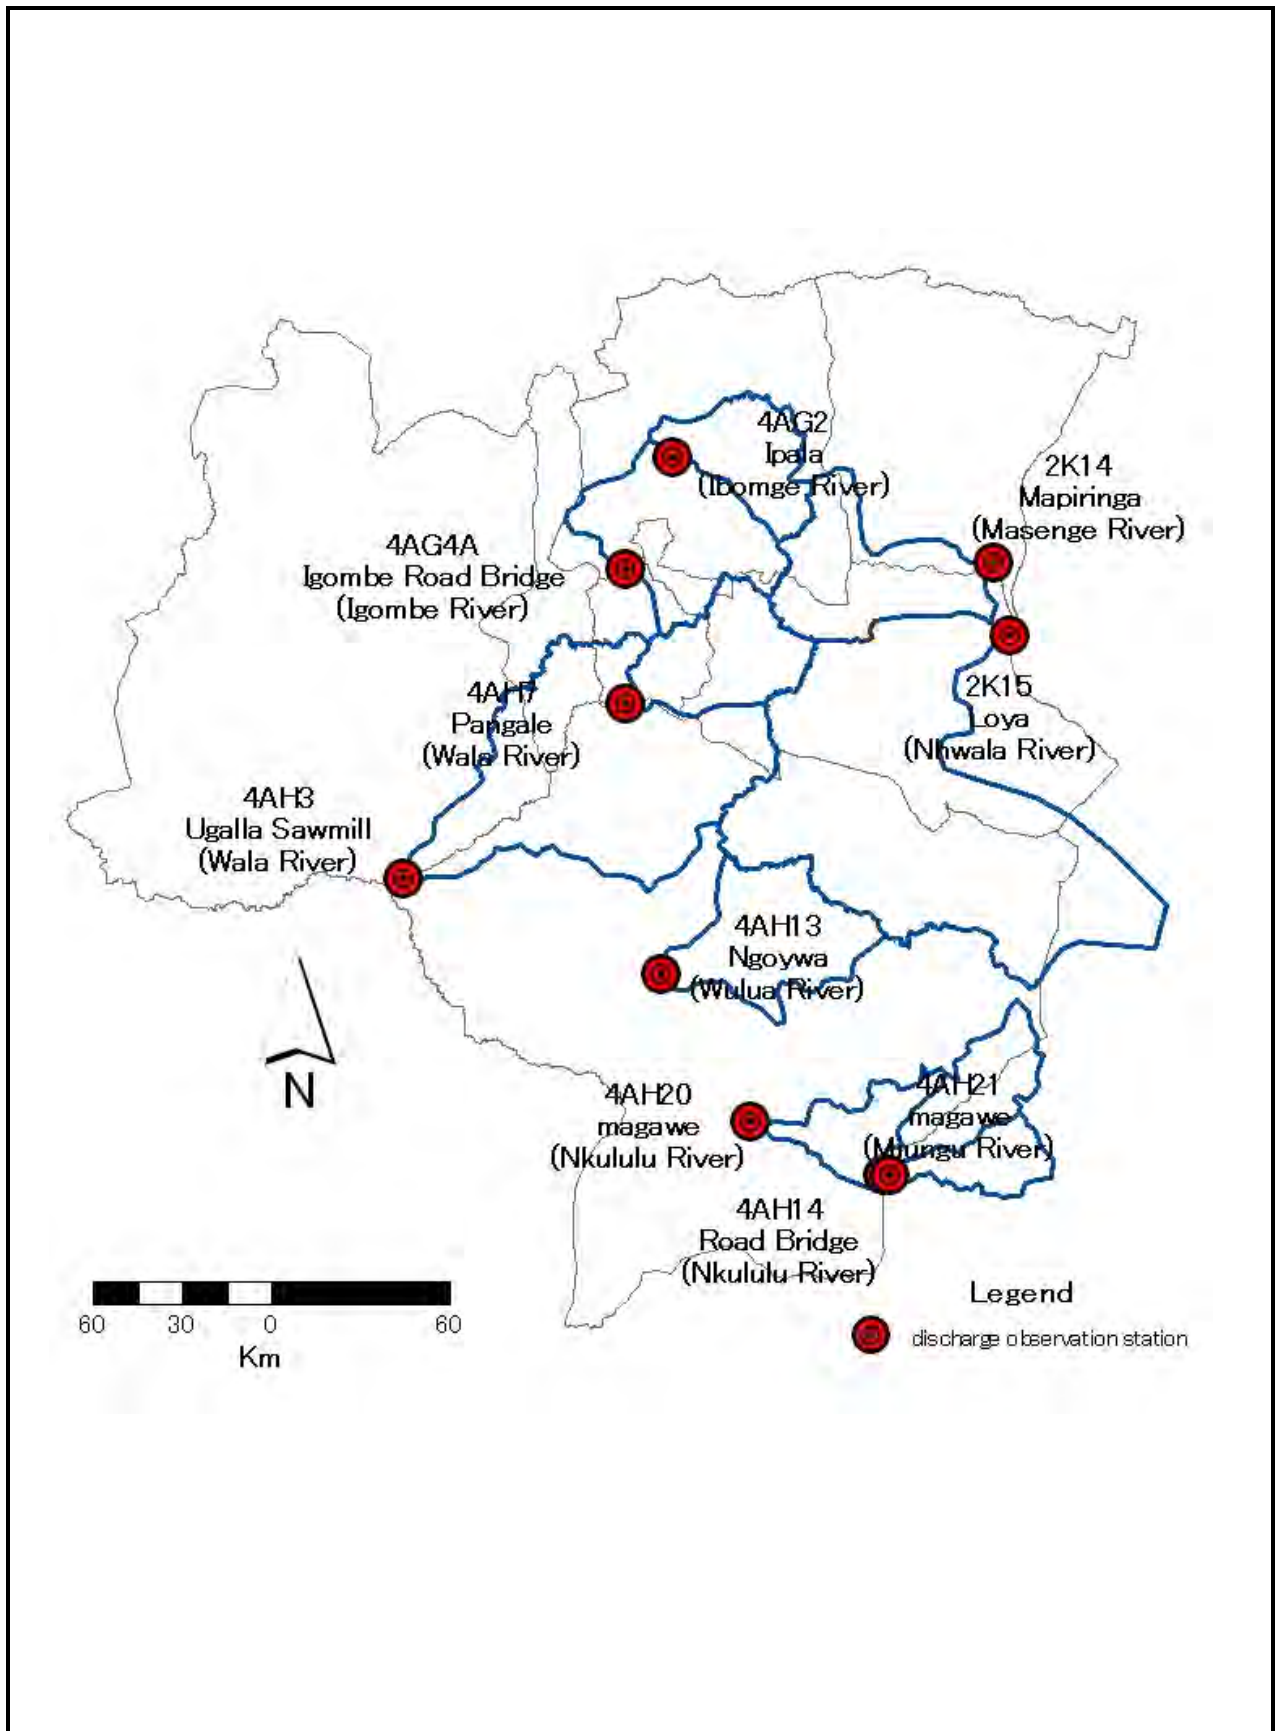 4AG2
Ipala
(Ibomge River)
2K14
Mapiringa
(Masenge River)
4AG4A
Igombe Road Bridge
(Igombe River)
4AH7
Pangale
(Wala River)
2K15
Loya
(Nhwala River)
4AH3
Ugalla Sawmill
(Wala River)
4AH13
Ngoywa
(Wulua River)
N
4AH20
magawe
(Nkululu River)
4AH21
magawe
(Mtungu River)
4AH14
Road Bridge
(Nkululu River)
60 30 0 60
Km
Legend
discharge observation station